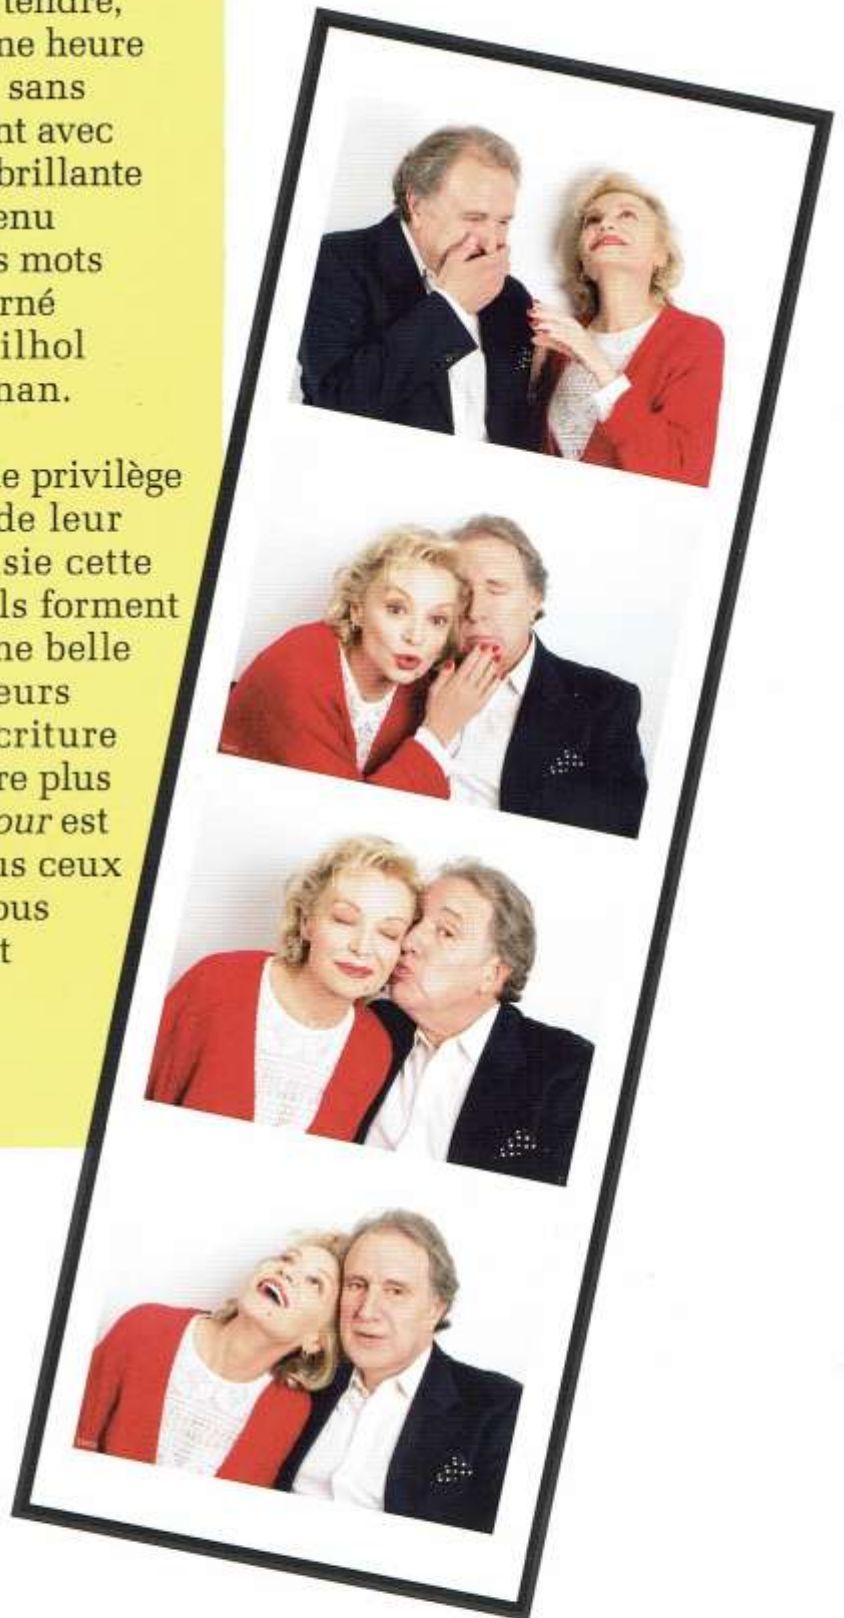 tendre,
ne heure
sans
nt avec
brillante
enu
s mots
rné
ilhol
nan.
e privilège
de leur
sie cette
ls forment
ne belle
eurs
criture
re plus
our est
us ceux
ous
t